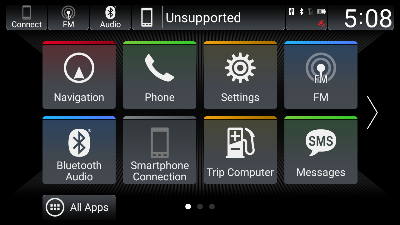 Connect
FM
Audio
Unsupported
5:08
Navigation
Phone
Settings
FM
FM
Bluetooth
Audio
Smartphone
Connection
Trip Computer
SMS
Messages
All Apps